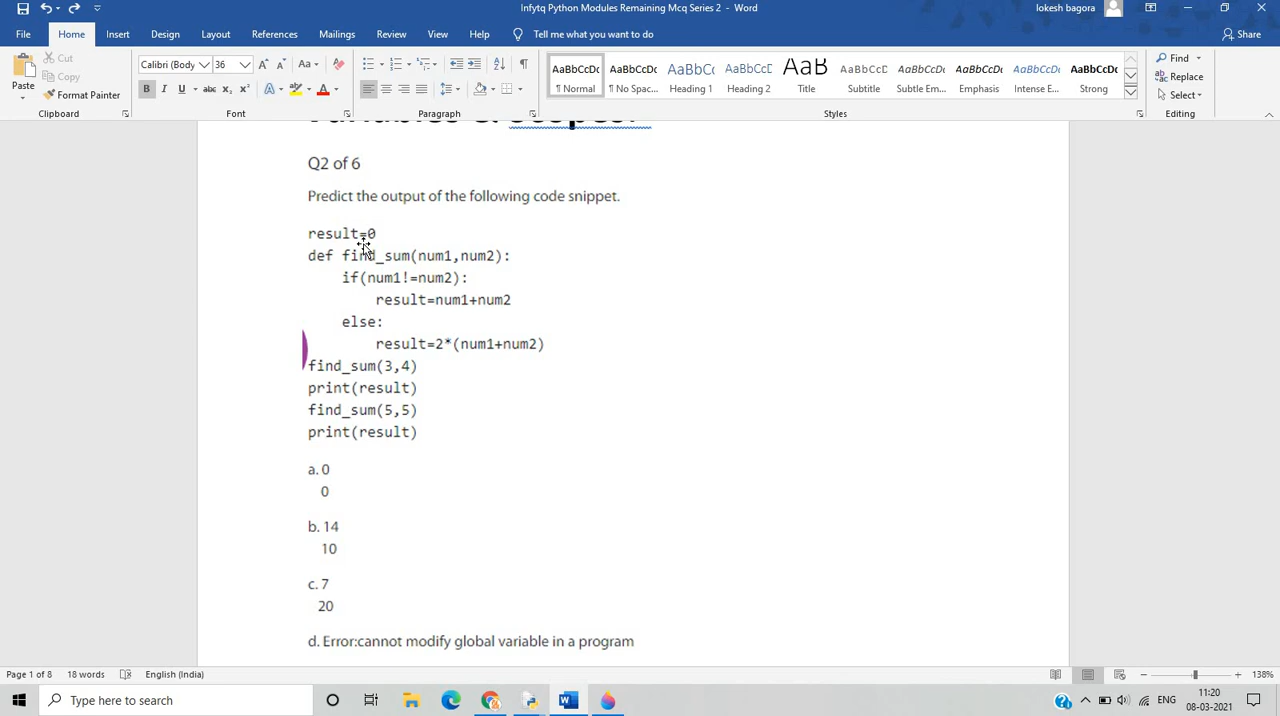 Infytq Python Modules Remaining Mcq Series 2 - Word
lokesh bagora
File Home Insert Design Layout References Mailings Review View Help Tell me what you want to do Share
Paste
Cut
Copy
Format Painter
Clipboard
Calibri (Body 36
Font
Paragraph
AaBbCcDc AaBbCcDc AaBbCc AaBbCcD AaB AaBbCcD AaBbCcDc AaBbCcDc AaBbCcDc AaBbCcDc
¶ Normal ¶ No Spac... Heading 1 Heading 2 Title Subtitle Subtle Em... Emphasis Intense E... Strong
Styles
Find
Replace
Select
Editing
Q2 of 6
Predict the output of the following code snippet.
result=0
def find_sum(num1,num2):
    if(num1!=num2):
        result=num1+num2
    else:
        result=2*(num1+num2)
find_sum(3,4)
print(result)
find_sum(5,5)
print(result)
a. 0
0
b. 14
10
c. 7
20
d. Error:cannot modify global variable in a program
Page 1 of 8 18 words English (India) 138%
Type here to search
ENG
11:20
08-03-2021